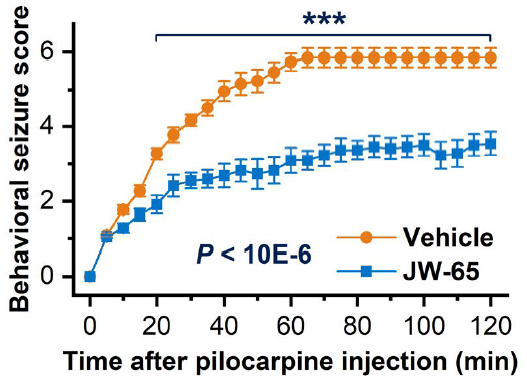 ***
6
4
2
0
Behavioral seizure score
P < 10E-6
Vehicle
JW-65
0 20 40 60 80 100 120
Time after pilocarpine injection (min)